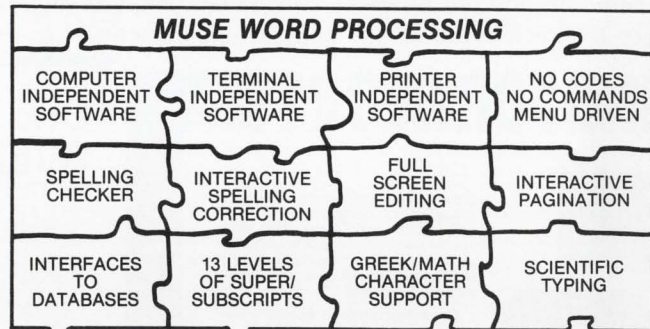 MUSE WORD PROCESSING
COMPUTER
INDEPENDENT
SOFTWARE
TERMINAL
INDEPENDENT
SOFTWARE
PRINTER
INDEPENDENT
SOFTWARE
NO CODES
NO COMMANDS
MENU DRIVEN
SPELLING
CHECKER
INTERACTIVE
SPELLING
CORRECTION
FULL
SCREEN
EDITING
INTERACTIVE
PAGINATION
INTERFACES
TO
DATABASES
13 LEVELS
OF SUPER/
SUBSCRIPTS
GREEK/MATH
CHARACTER
SUPPORT
SCIENTIFIC
TYPING